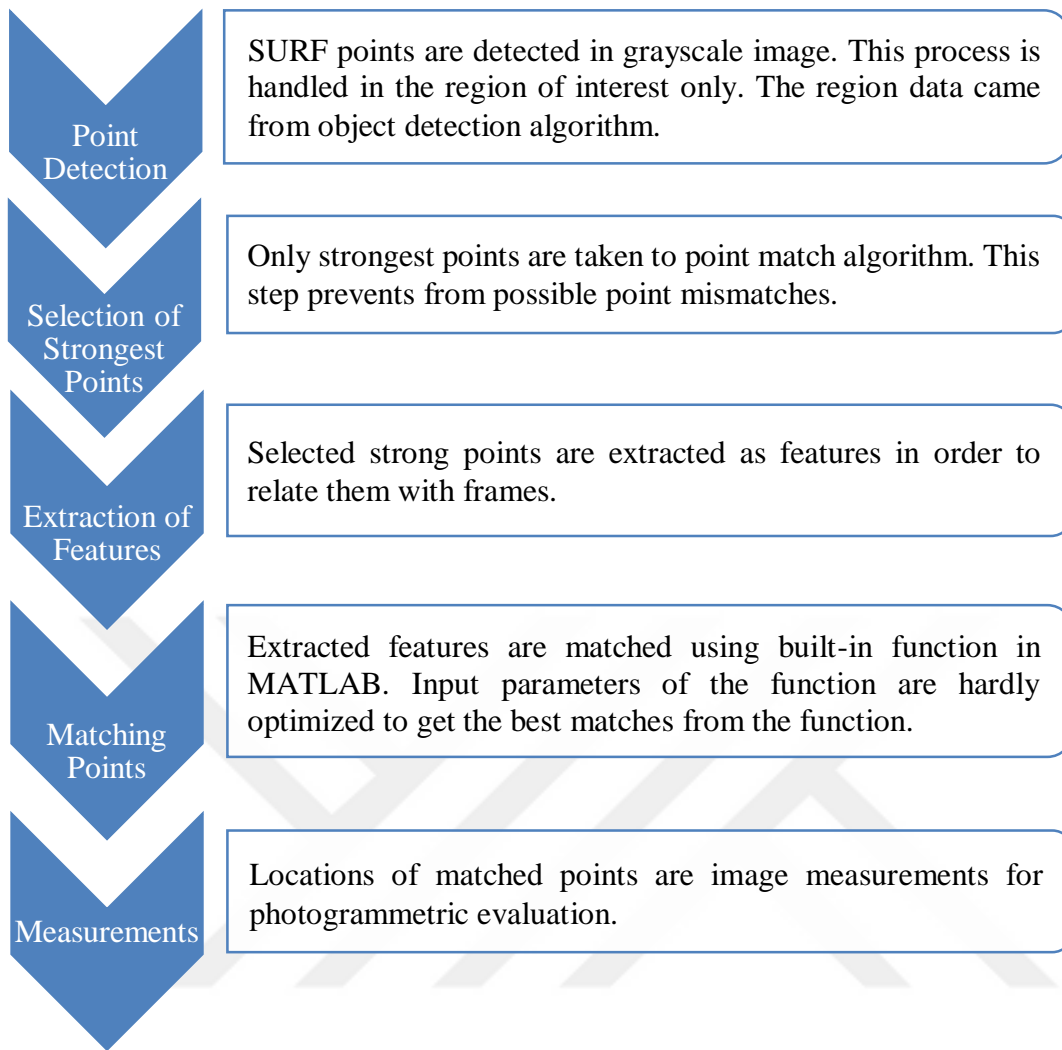 Point
Detection
SURF points are detected in grayscale image. This process is
handled in the region of interest only. The region data came
from object detection algorithm.
Selection of
Strongest
Points
Only strongest points are taken to point match algorithm. This
step prevents from possible point mismatches.
Extraction of
Features
Selected strong points are extracted as features in order to
relate them with frames.
Matching
Points
Extracted features are matched using built-in function in
MATLAB. Input parameters of the function are hardly
optimized to get the best matches from the function.
Measurements
Locations of matched points are image measurements for
photogrammetric evaluation.